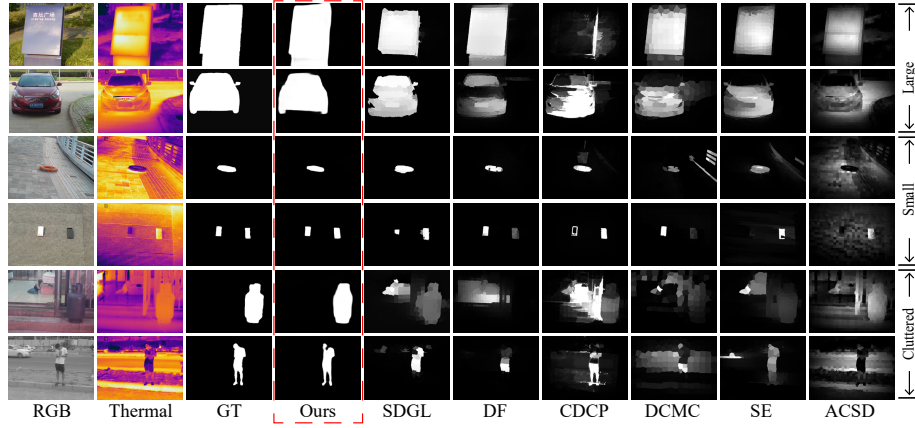 Large
Small
Cluttered
RGB Thermal GT Ours SDGL DF CDCP DCMC SE ACSD